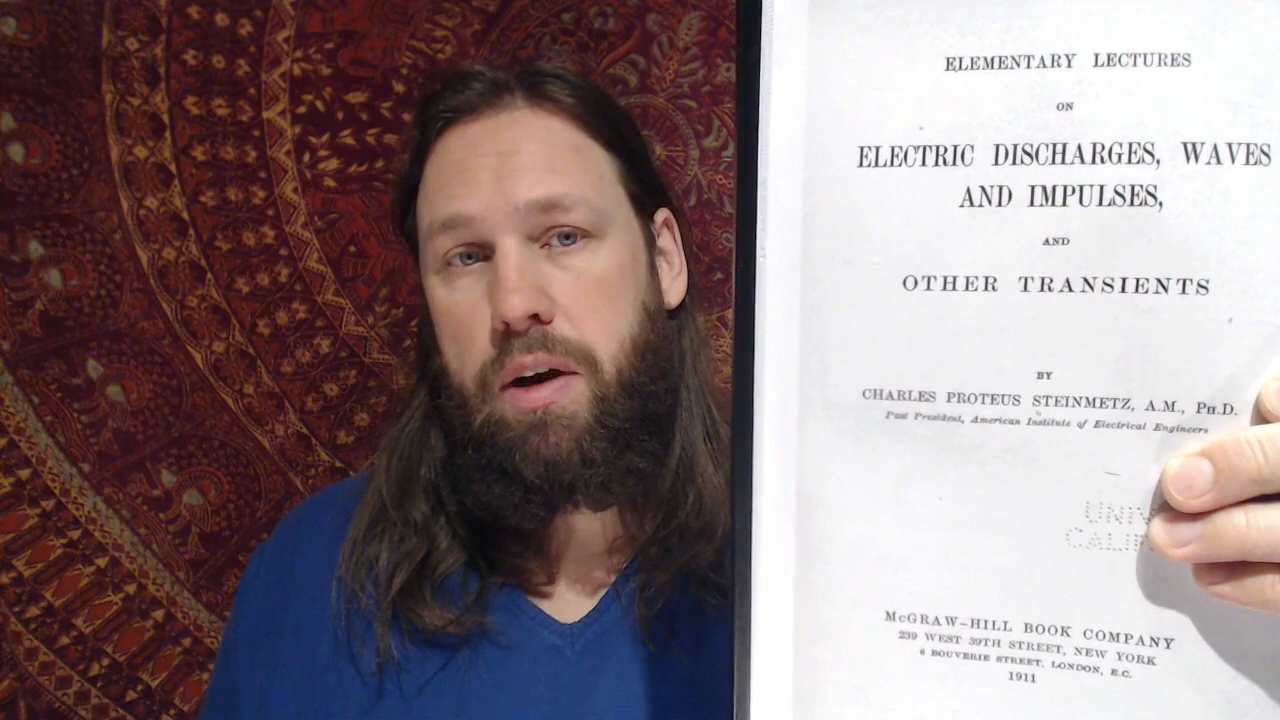 ELEMENTARY LECTURES
ON
ELECTRIC DISCHARGES, WAVES
AND IMPULSES,
AND
OTHER TRANSIENTS
BY
CHARLES PROTEUS STEINMETZ, A.M., PH.D.
Past President, American Institute of Electrical Engineers
UNIV
CALIF
McGRAW-HILL BOOK COMPANY
239 WEST 39TH STREET, NEW YORK
6 BOUVERIE STREET, LONDON, E.C.
1911